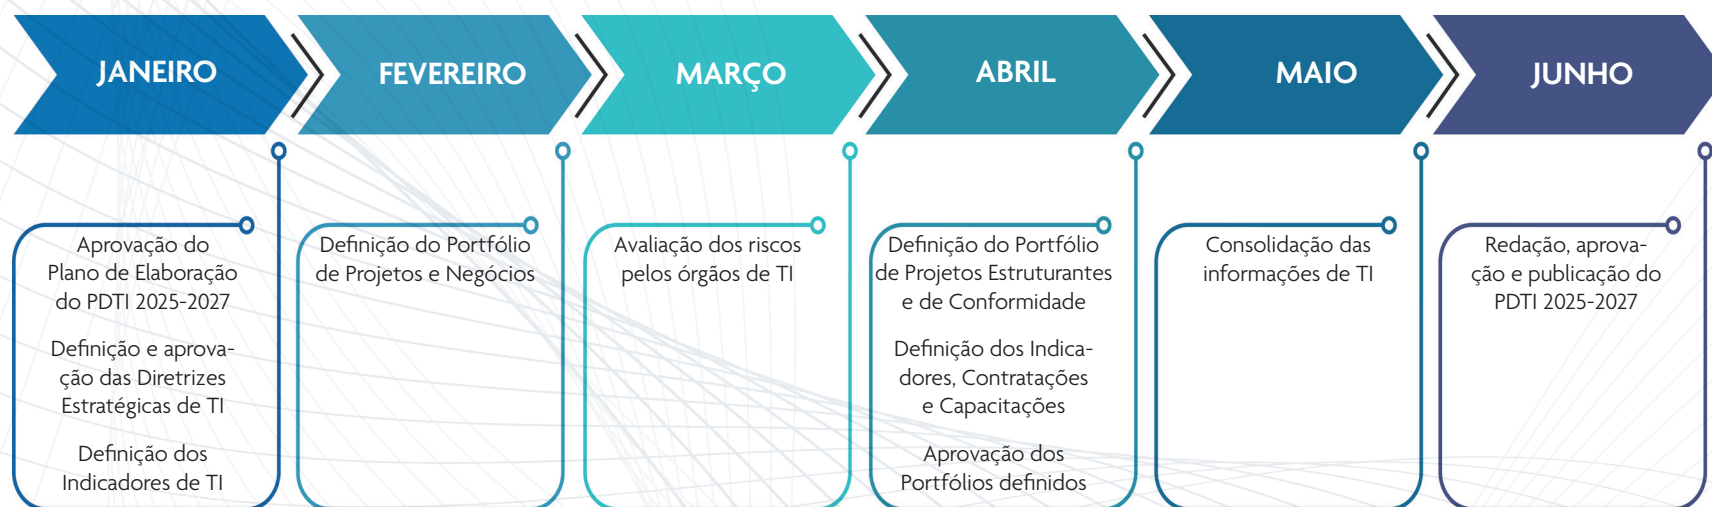 JANEIRO
Aprovação do
Plano de Elaboração
do PDTI 2025-2027
Definição e aprova-
ção das Diretrizes
Estratégicas de TI
Definição dos
Indicadores de TI
FEVEREIRO
Definição do Portfólio
de Projetos e Negócios
MARÇO
Avaliação dos riscos
pelos órgãos de TI
ABRIL
Definição do Portfólio
de Projetos Estruturantes
e de Conformidade
Definição dos Indica-
dores, Contratações
e Capacitações
Aprovação dos
Portfólios definidos
MAIO
Consolidação das
informações de TI
JUNHO
Redação, aprova-
ção e publicação do
PDTI 2025-2027